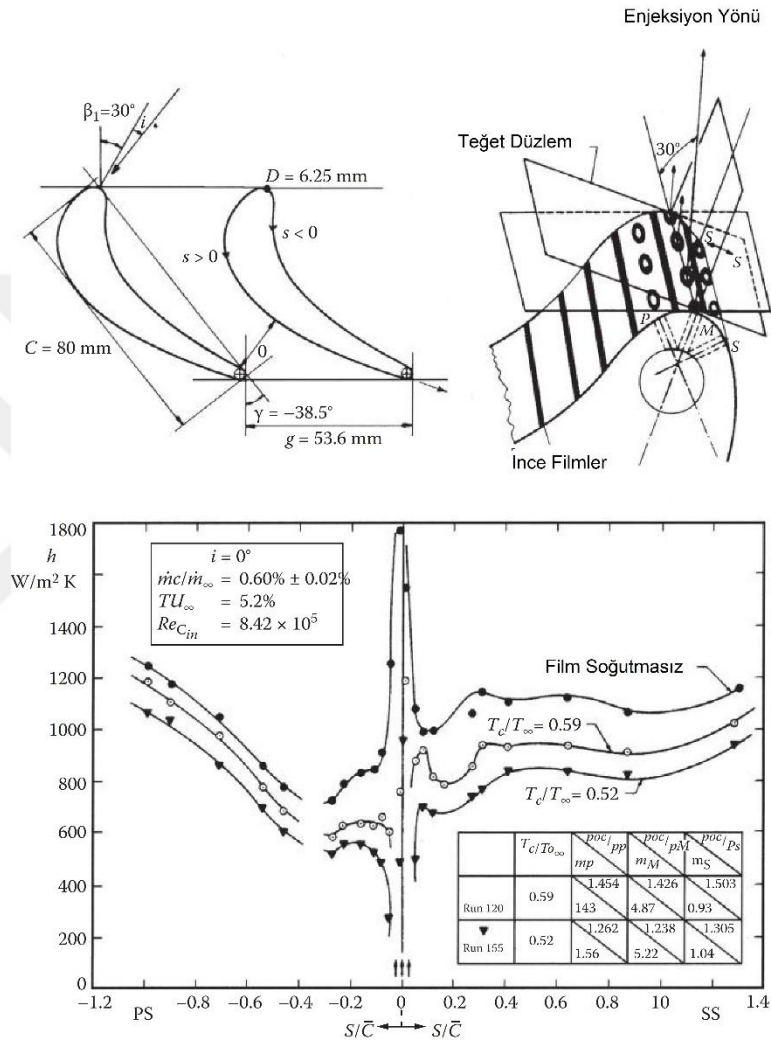 Enjeksiyon Yönü
β₁=30°
i
Teğet Düzlem
30°
D = 6.25 mm
s > 0
s < 0
S
S
P
M
S
C = 80 mm
0
γ = −38.5°
g = 53.6 mm
İnce Filmler
h
W/m² K
1800
1400
1200
1000
800
600
400
200
0
i = 0°
ṁc/ṁ∞ = 0.60% ± 0.02%
TU∞ = 5.2%
Re_Cin = 8.42 × 10⁵
Film Soğutmasız
Tc/T∞ = 0.59
Tc/T∞ = 0.52
Tc/To∞
poc/pp
mp
poc/pM
mM
poc/Ps
mS
Run 120
0.59
1.454
143
1.426
4.87
1.503
0.93
Run 155
0.52
1.262
1.56
1.238
5.22
1.305
1.04
−1.2 −1.0 −0.8 −0.6 −0.4 −0.2 0 0.2 0.4 0.6 0.8 10 1.2 1.4
PS
SS
S/C̄
S/C̄